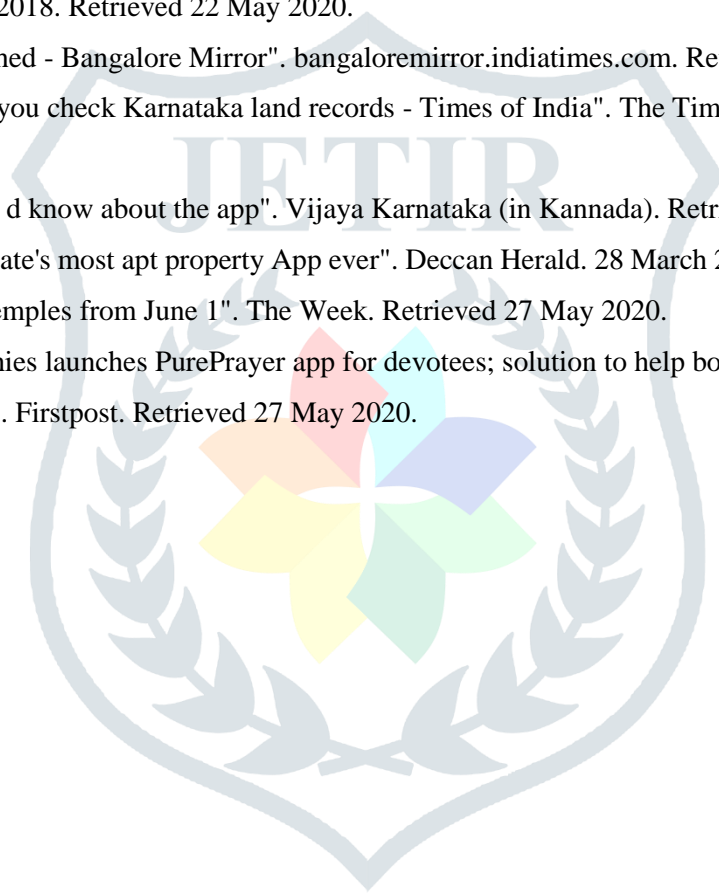 2018. Retrieved 22 May 2020.
ned - Bangalore Mirror". bangaloremirror.indiatimes.com. Re
you check Karnataka land records - Times of India". The Tim
JETIR
d know about the app". Vijaya Karnataka (in Kannada). Retri
ate's most apt property App ever". Deccan Herald. 28 March 2
emples from June 1". The Week. Retrieved 27 May 2020.
nies launches PurePrayer app for devotees; solution to help bo
. Firstpost. Retrieved 27 May 2020.